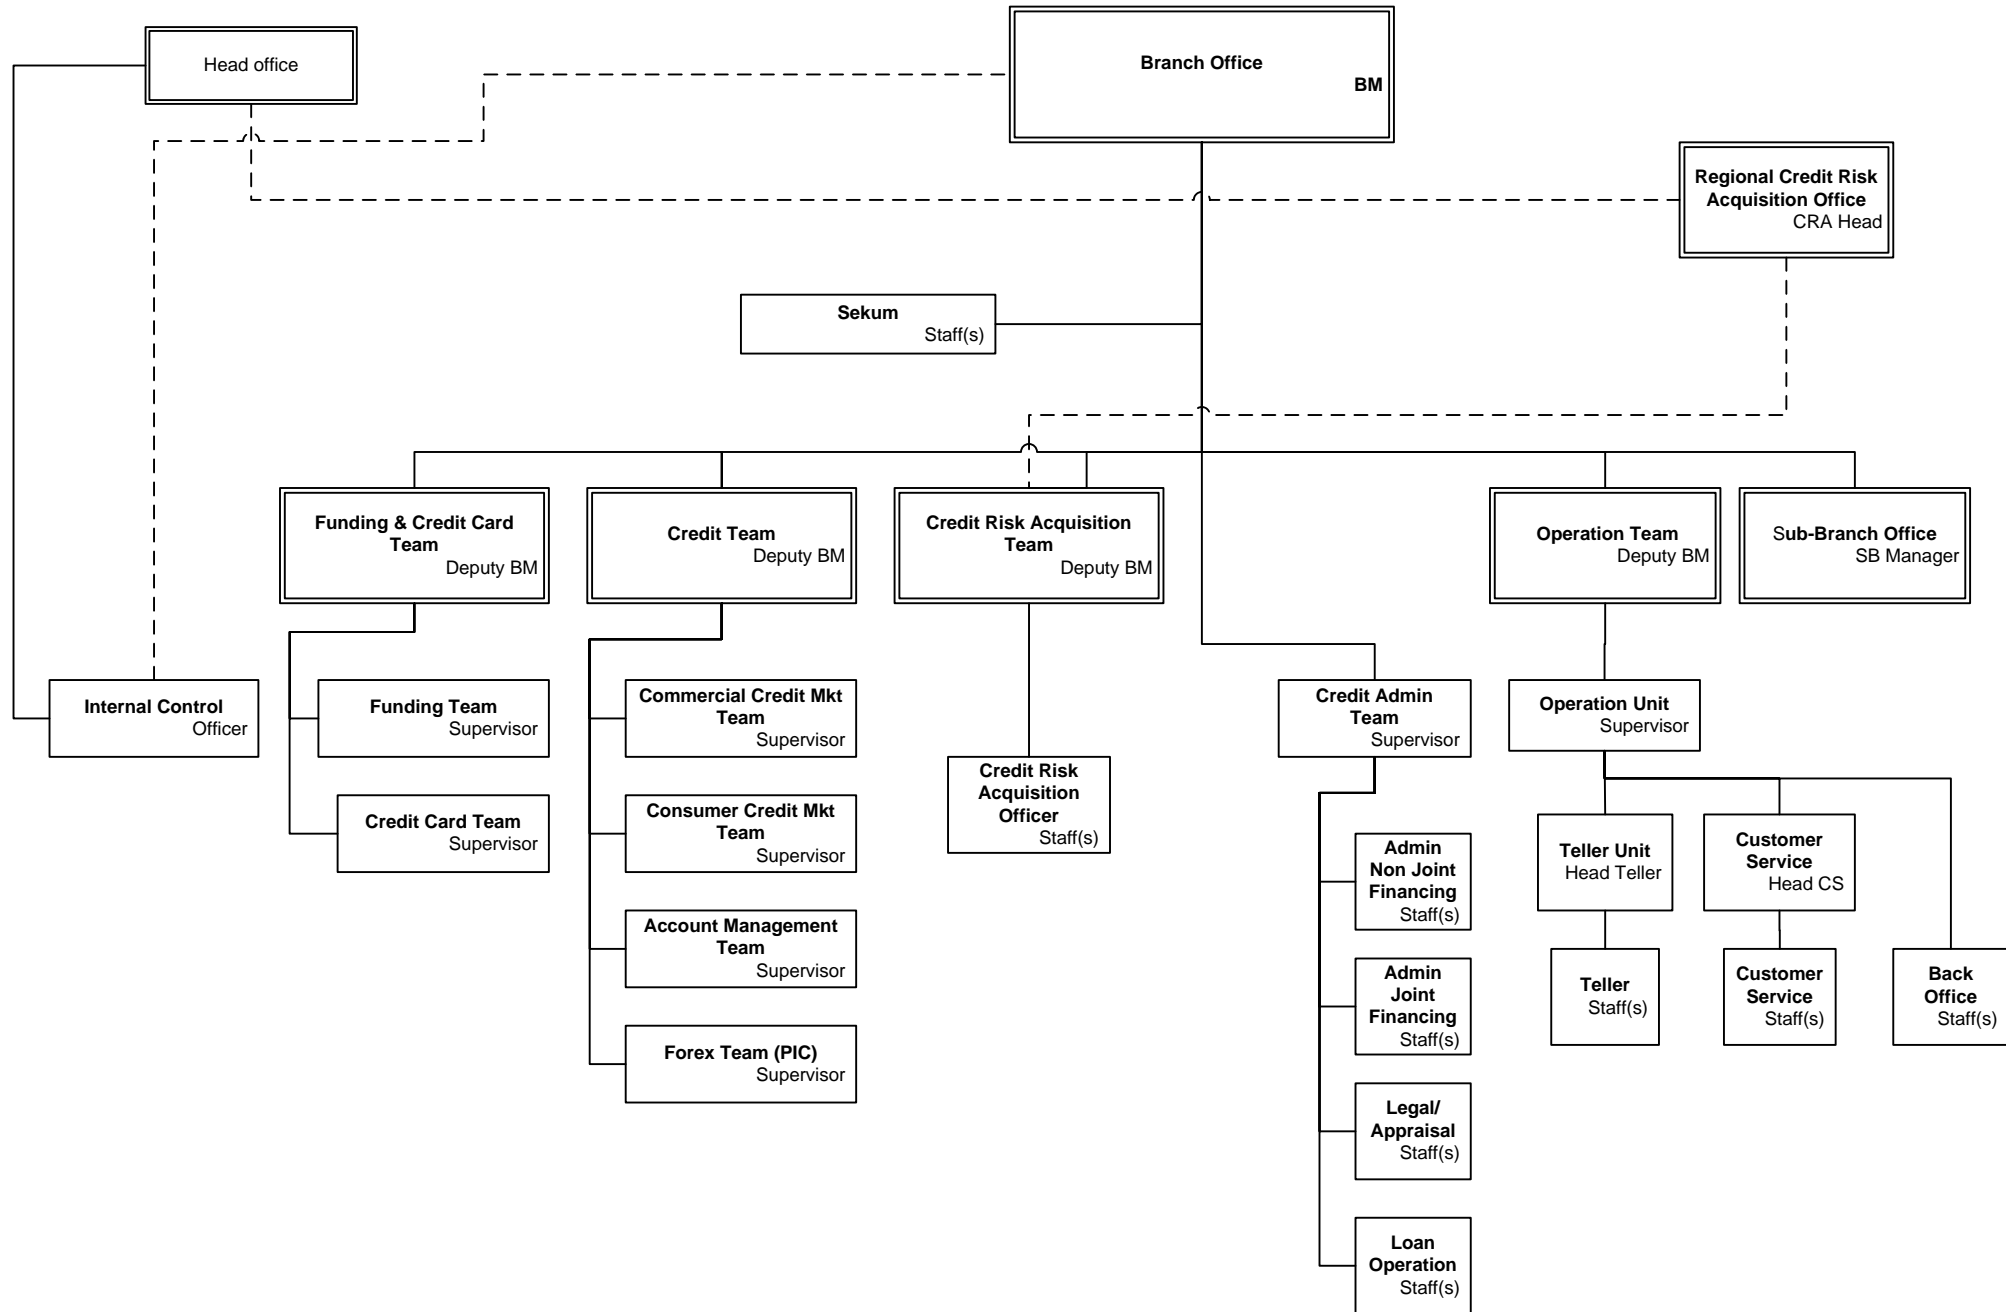 Head office
Branch Office
BM
Regional Credit Risk
Acquisition Office
CRA Head
Sekum
Staff(s)
Funding & Credit Card
Team
Deputy BM
Credit Team
Deputy BM
Credit Risk Acquisition
Team
Deputy BM
Operation Team
Deputy BM
Sub-Branch Office
SB Manager
Internal Control
Officer
Funding Team
Supervisor
Credit Card Team
Supervisor
Commercial Credit Mkt
Team
Supervisor
Consumer Credit Mkt
Team
Supervisor
Account Management
Team
Supervisor
Forex Team (PIC)
Supervisor
Credit Risk
Acquisition
Officer
Staff(s)
Credit Admin
Team
Supervisor
Admin
Non Joint
Financing
Staff(s)
Admin
Joint
Financing
Staff(s)
Legal/
Appraisal
Staff(s)
Loan
Operation
Staff(s)
Operation Unit
Supervisor
Teller Unit
Head Teller
Customer
Service
Head CS
Teller
Staff(s)
Customer
Service
Staff(s)
Back
Office
Staff(s)